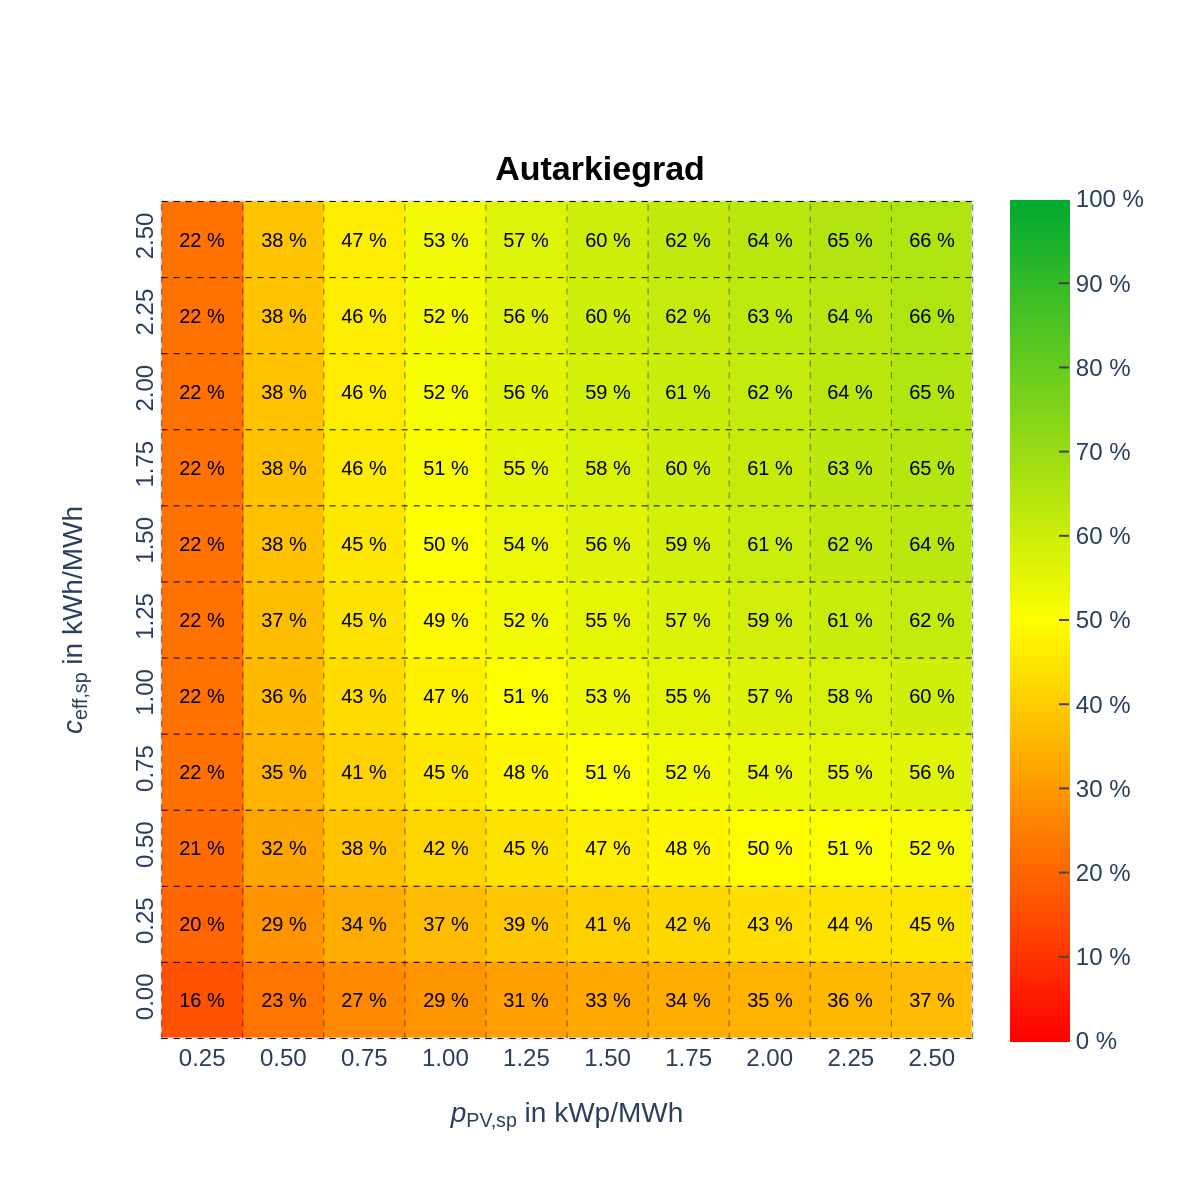 Autarkiegrad
2.50 22 % 38 % 47 % 53 % 57 % 60 % 62 % 64 % 65 % 66 %
2.25 22 % 38 % 46 % 52 % 56 % 60 % 62 % 63 % 64 % 66 %
2.00 22 % 38 % 46 % 52 % 56 % 59 % 61 % 62 % 64 % 65 %
1.75 22 % 38 % 46 % 51 % 55 % 58 % 60 % 61 % 63 % 65 %
1.50 22 % 38 % 45 % 50 % 54 % 56 % 59 % 61 % 62 % 64 %
1.25 22 % 37 % 45 % 49 % 52 % 55 % 57 % 59 % 61 % 62 %
1.00 22 % 36 % 43 % 47 % 51 % 53 % 55 % 57 % 58 % 60 %
0.75 22 % 35 % 41 % 45 % 48 % 51 % 52 % 54 % 55 % 56 %
0.50 21 % 32 % 38 % 42 % 45 % 47 % 48 % 50 % 51 % 52 %
0.25 20 % 29 % 34 % 37 % 39 % 41 % 42 % 43 % 44 % 45 %
0.00 16 % 23 % 27 % 29 % 31 % 33 % 34 % 35 % 36 % 37 %
0.25 0.50 0.75 1.00 1.25 1.50 1.75 2.00 2.25 2.50
pPV,sp in kWp/MWh
ceff,sp in kWh/MWh
100 %
90 %
80 %
70 %
60 %
50 %
40 %
30 %
20 %
10 %
0 %